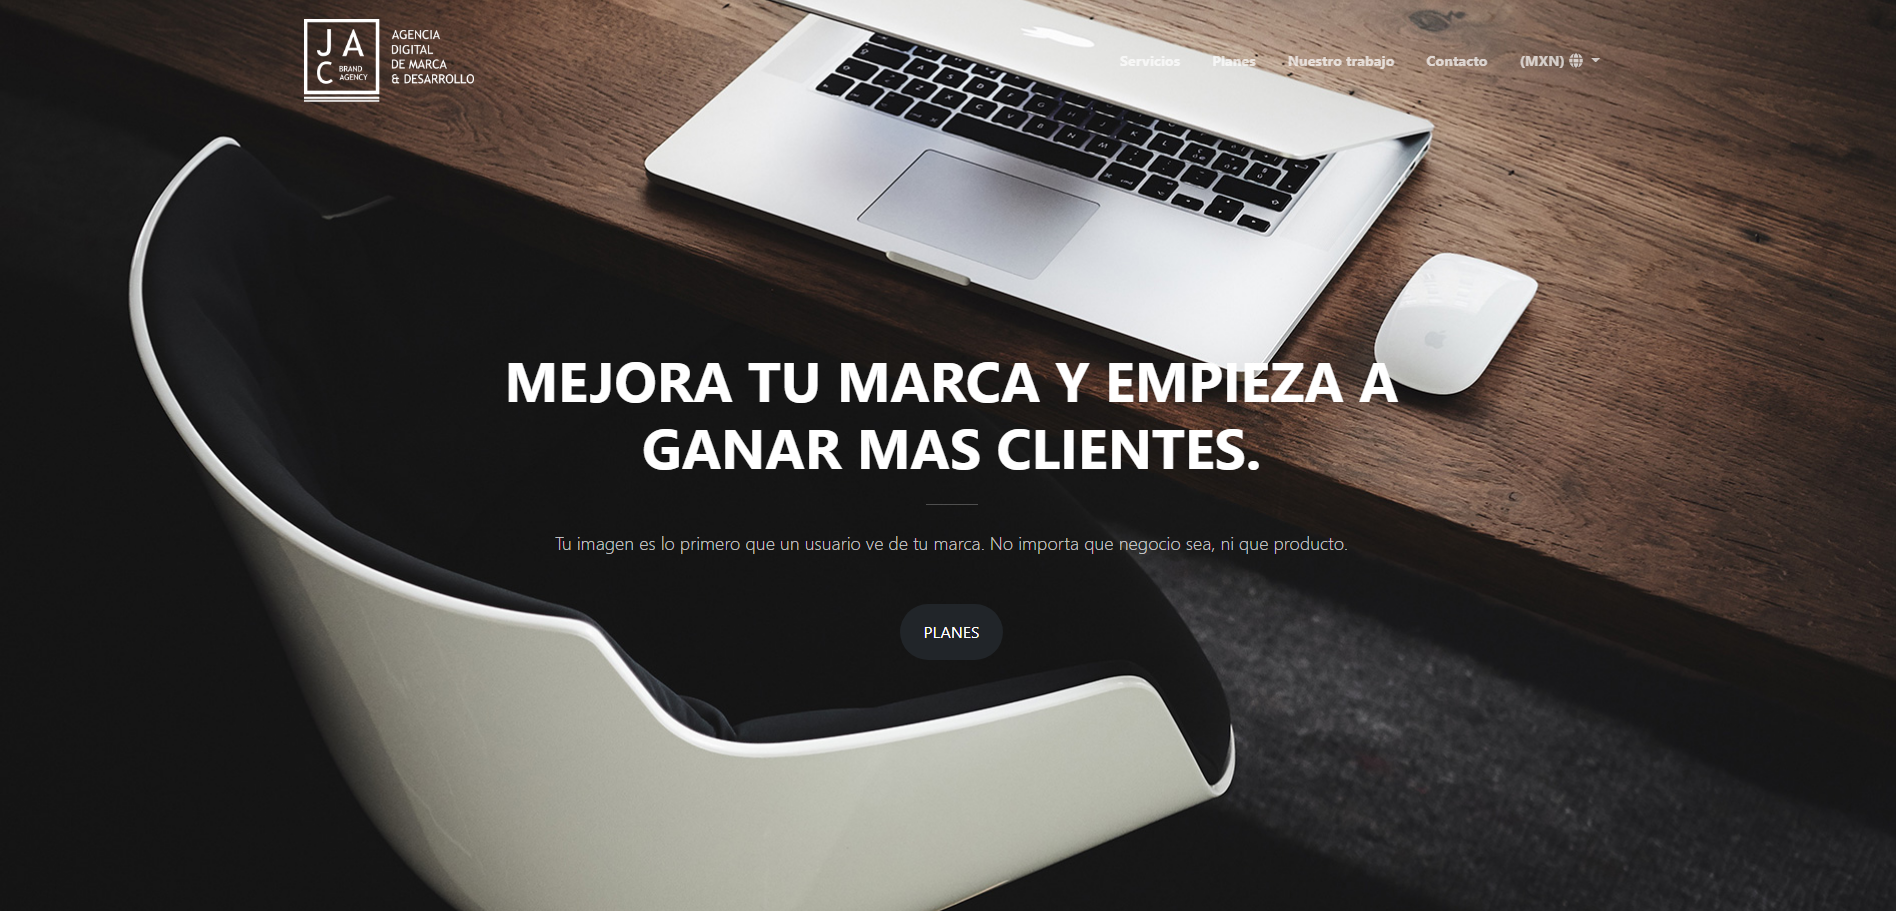 JAC
BRAND
AGENCY
AGENCIA
DIGITAL
DE MARCA
& DESARROLLO
Servicios
Planes
Nuestro trabajo
Contacto
(MXN)
MEJORA TU MARCA Y EMPIEZA A
GANAR MAS CLIENTES.
Tu imagen es lo primero que un usuario ve de tu marca. No importa que negocio sea, ni que producto.
PLANES